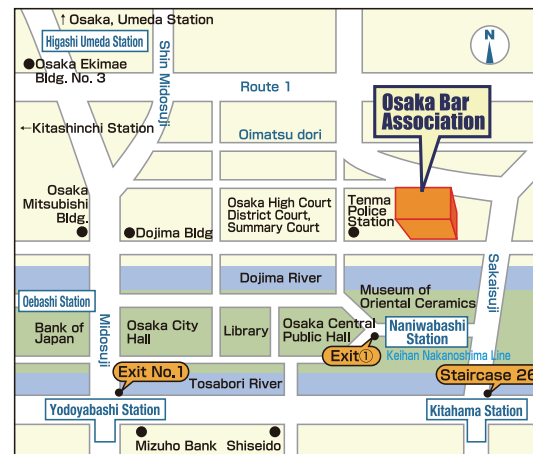 ↑Osaka, Umeda Station
Higashi Umeda Station
Osaka Ekimae
Bldg. No. 3
Shin Midosuji
N
Route 1
Osaka Bar
Association
←Kitashinchi Station
Oimatsu dori
Osaka
Mitsubishi
Bldg.
Dojima Bldg
Osaka High Court
District Court,
Summary Court
Tenma
Police
Station
Sakaisuji
Dojima River
Museum of
Oriental Ceramics
Oebashi Station
Bank of
Japan
Midosuji
Osaka City
Hall
Library
Osaka Central
Public Hall
Naniwabashi
Station
Exit①
Keihan Nakanoshima Line
Exit No.1
Tosabori River
Staircase 26
Yodoyabashi Station
Kitahama Station
Mizuho Bank
Shiseido